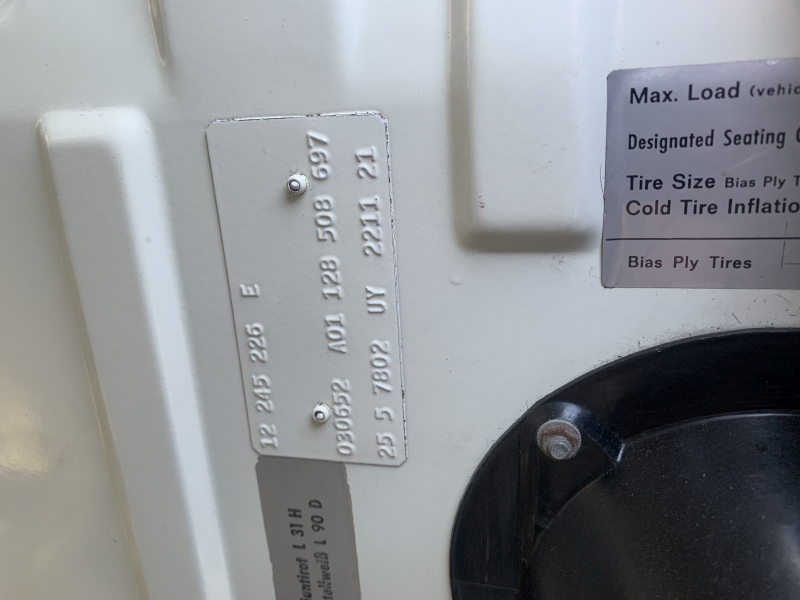 12 245 226 E
030652 A01 128 508 697
25 5 7802 UY 2211 21
L 31 H
L 90 D
Max. Load (vehic
Designated Seating
Tire Size Bias Ply T
Cold Tire Inflatio
Bias Ply Tires